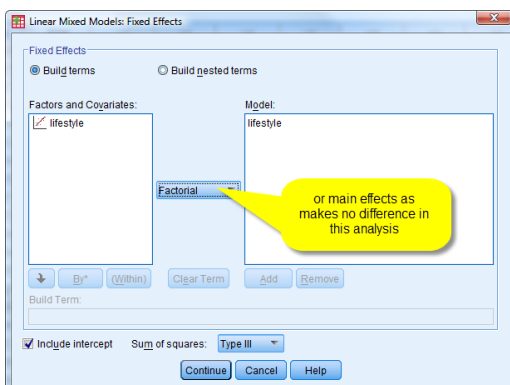 Linear Mixed Models: Fixed Effects
Fixed Effects
Build terms
Build nested terms
Factors and Covariates:
Model:
lifestyle
lifestyle
Factorial
or main effects as
makes no difference in
this analysis
By*
(Within)
Clear Term
Add
Remove
Build Term:
Include intercept
Sum of squares:
Type III
Continue
Cancel
Help